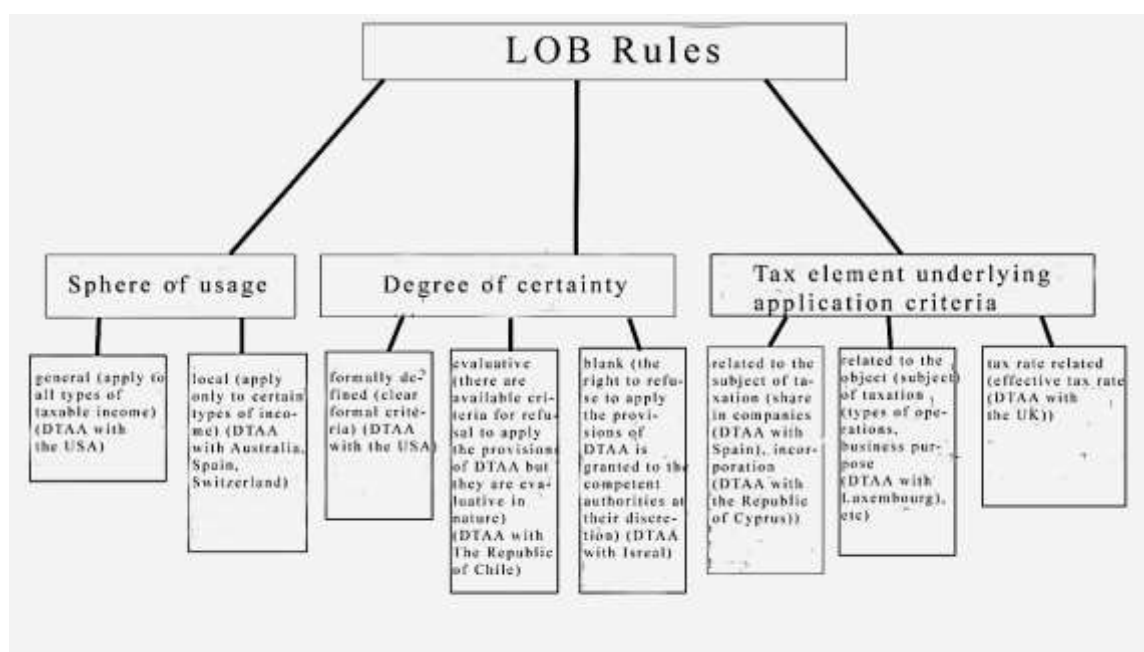 LOB Rules
Sphere of usage
Degree of certainty
Tax element underlying
application criteria
general (apply to
all types of
taxable income)
(DTAA with
the USA)
local (apply
only to certain
types of inco-
me) (DTAA
with Australia,
Spain,
Switzerland)
formally de-
fined (clear
formal crite-
ria) (DTAA
with the USA)
evaluative
(there are
available cri-
teria for refu-
sal to apply
the provisions
of DTAA but
they are eva-
luative in
nature)
(DTAA with
The Republic
of Chile)
blank (the
right to refu-
se to apply
the provi-
sions of
DTAA is
granted to the
competent
authorities at
their discre-
tion) (DTAA
with Isreal)
related to the
subject of ta-
xation (share
in companies
(DTAA with
Spain), incor-
poration
(DTAA with
the Republic
of Cyprus))
related to the
object (subject)
of taxation
(types of ope-
rations,
business pur-
pose
(DTAA with
Luxembourg),
etc)
tax rate related
(effective tax rate
(DTAA with
the UK))